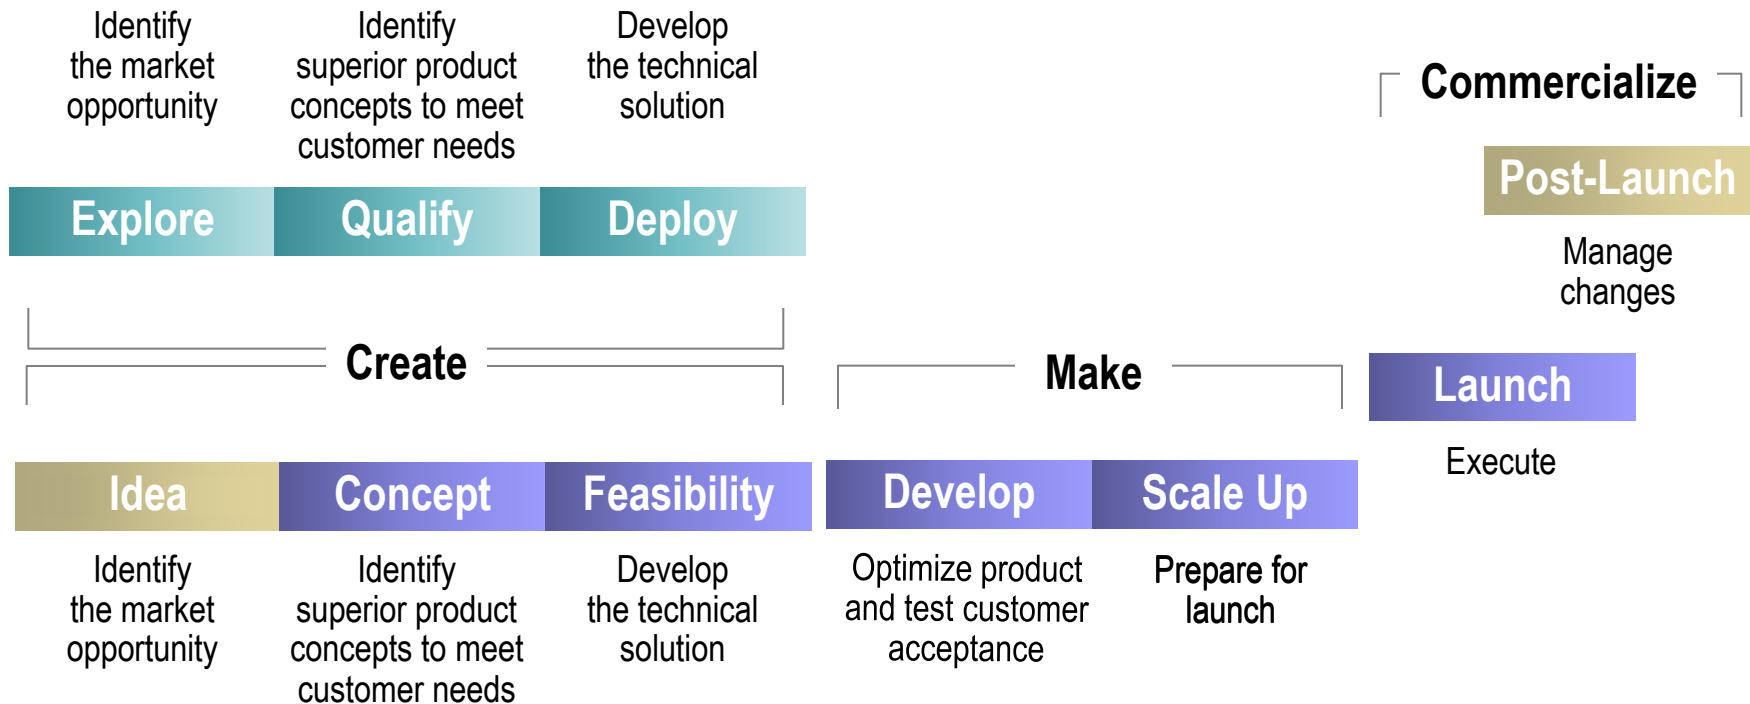 Identify
the market
opportunity
Identify
superior product
concepts to meet
customer needs
Develop
the technical
solution
Commercialize
Explore
Qualify
Deploy
Post-Launch
Manage
changes
Create
Make
Launch
Execute
Idea
Concept
Feasibility
Develop
Scale Up
Identify
the market
opportunity
Identify
superior product
concepts to meet
customer needs
Develop
the technical
solution
Optimize product
and test customer
acceptance
Prepare for
launch